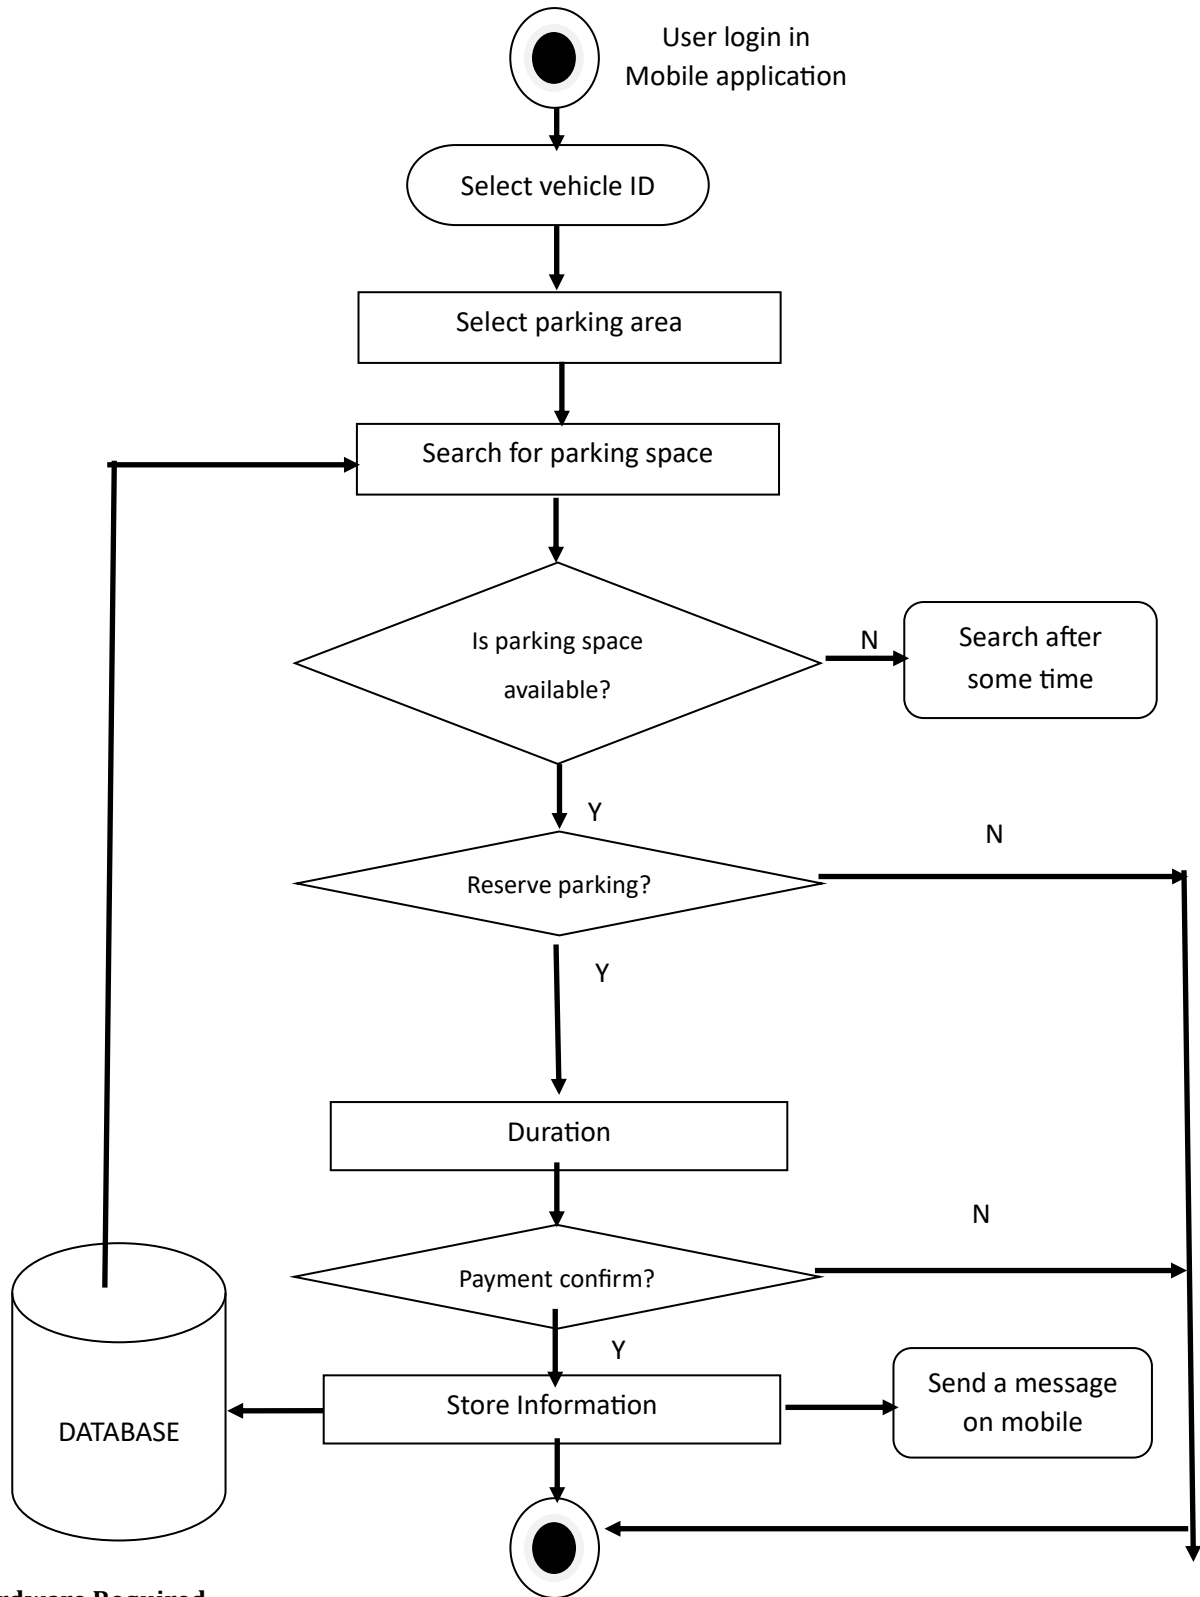 User login in
Mobile application
Select vehicle ID
Select parking area
Search for parking space
Is parking space
available?
N
Search after
some time
Y
N
Reserve parking?
Y
Duration
N
Payment confirm?
Y
Store Information
Send a message
on mobile
DATABASE
Required